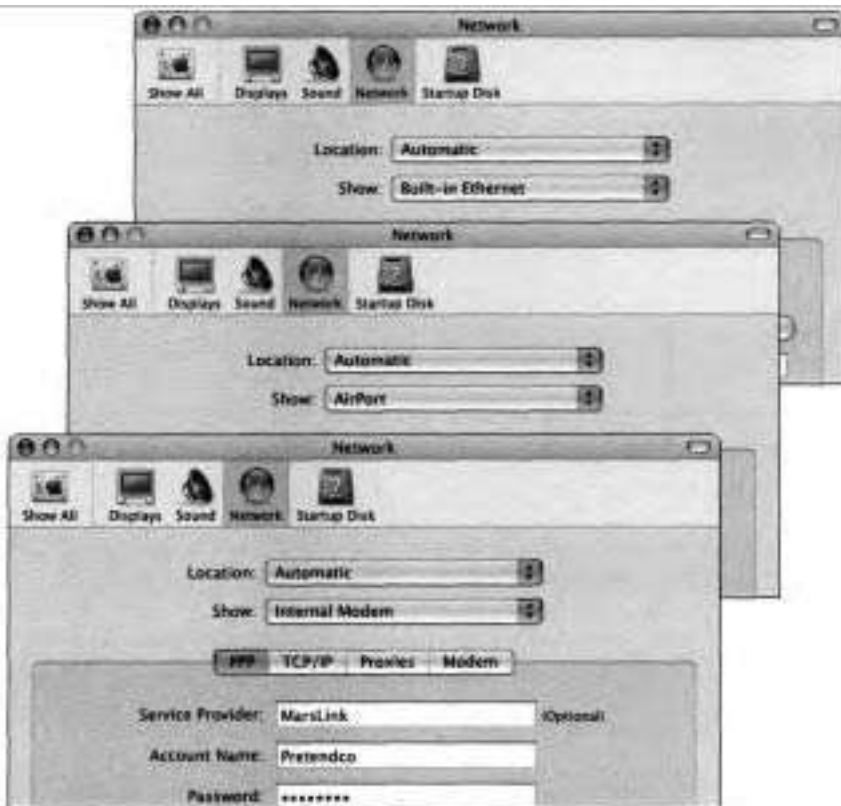 Network
Show All Displays Sound Network Startup Disk
Location: Automatic
Show: Built-in Ethernet
Network
Show All Displays Sound Network Startup Disk
Location: Automatic
Show: AirPort
Network
Show All Displays Sound Network Startup Disk
Location: Automatic
Show: Internal Modem
PPP TCP/IP Proxies Modem
Service Provider: MarsLink (Optional)
Account Name: Pretendco
Password: ••••••••